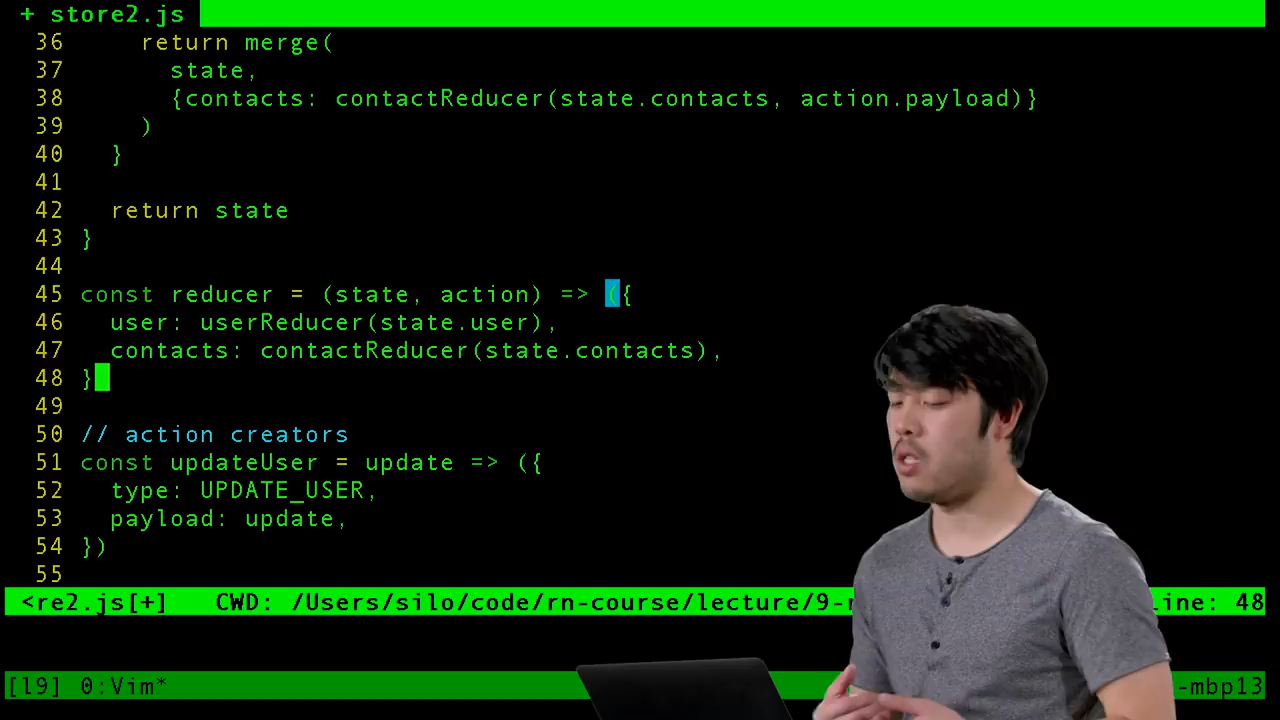 + store2.js
36 return merge(
37 state,
38 {contacts: contactReducer(state.contacts, action.payload)}
39 )
40 }
41
42 return state
43 }
44
45 const reducer = (state, action) => ({
46 user: userReducer(state.user),
47 contacts: contactReducer(state.contacts),
48 }
49
50 // action creators
51 const updateUser = update => ({
52 type: UPDATE_USER,
53 payload: update,
54 })
55
<re2.js[+] CWD: /Users/silo/code/rn-course/lecture/9-r Line: 48
[l9] 0:Vim* -mbp13